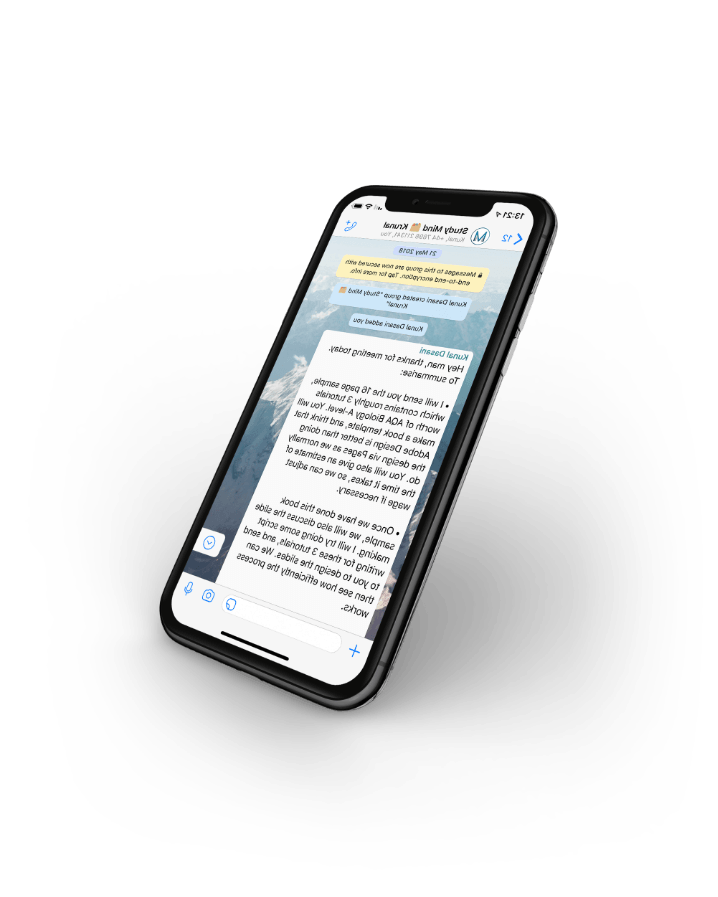 13:21
12
Study Mind 🗂️ Krunal
Kunal, +44 You
21 May 2018
🔒 Messages to this group are now secured with
end-to-end encryption. Tap for more info.
Kunal Dasani created group "Study Mind 🗂️
Krunal"
Kunal Dasani added you
Kunal Dasani
Hey man, thanks for meeting today.
To summarise:
• I will send you the 16 page sample,
which contains roughly 3 tutorials
worth of AQA Biology A-level. You will
make a book template, and think that
Adobe Design is better than doing
the design via Pages as we normally
do. You will also give an estimate of
the time it takes, so we can adjust
wage if necessary.
• Once we have done this book
sample, we will also discuss the slide
making. I will try doing some script
writing for these 3 tutorials, and send
to you to design the slides. We can
then see how efficiently the process
works.